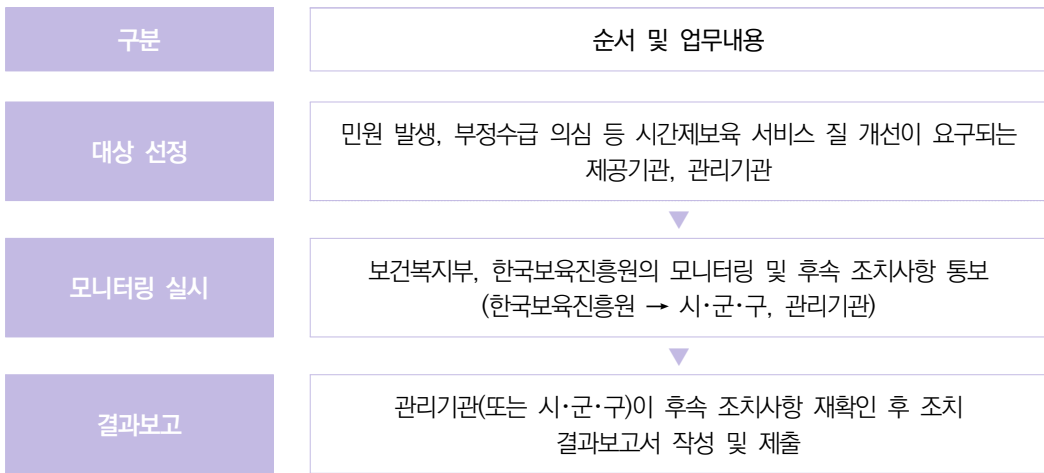 구분
순서 및 업무내용
대상 선정
민원 발생, 부정수급 의심 등 시간제보육 서비스 질 개선이 요구되는
제공기관, 관리기관
▼
모니터링 실시
보건복지부, 한국보육진흥원의 모니터링 및 후속 조치사항 통보
(한국보육진흥원 → 시·군·구, 관리기관)
▼
결과보고
관리기관(또는 시·군·구)이 후속 조치사항 재확인 후 조치
결과보고서 작성 및 제출